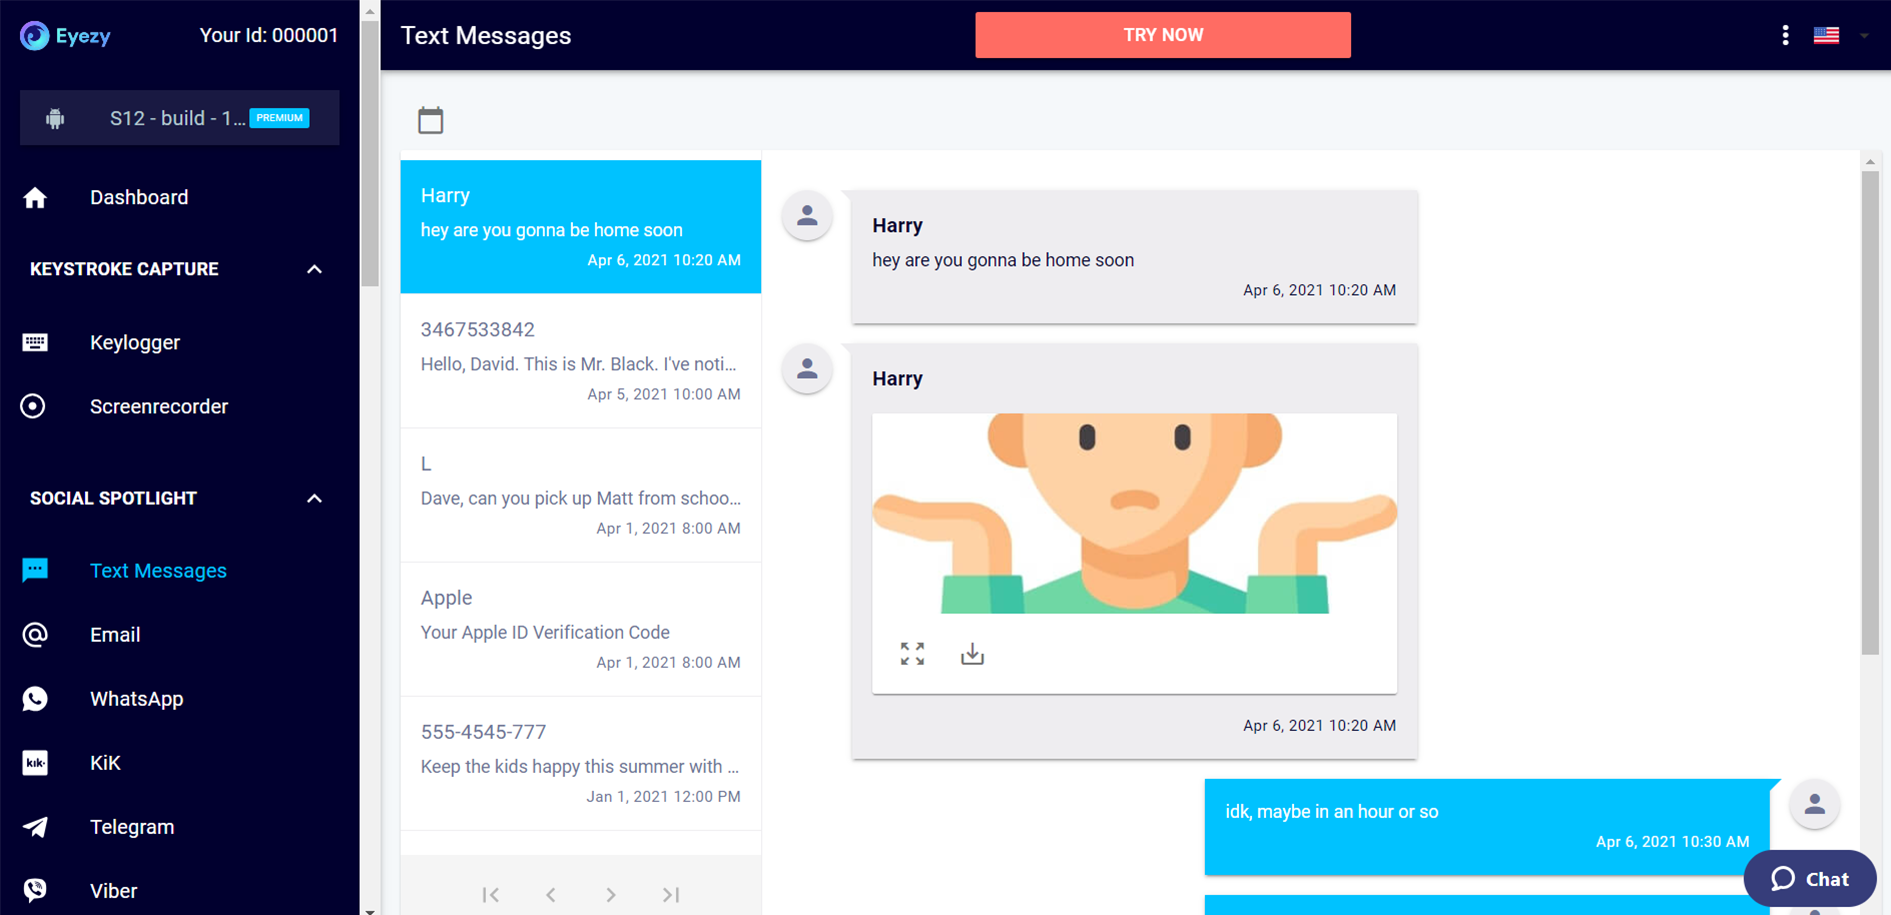 Eyezy
Your Id: 000001
Text Messages
TRY NOW
S12 - build - 1... PREMIUM
Dashboard
KEYSTROKE CAPTURE
Keylogger
Screenrecorder
SOCIAL SPOTLIGHT
Text Messages
Email
WhatsApp
kik.
KiK
Telegram
Viber
Harry
hey are you gonna be home soon
Apr 6, 2021 10:20 AM
3467533842
Hello, David. This is Mr. Black. I've noti...
Apr 5, 2021 10:00 AM
L
Dave, can you pick up Matt from schoo...
Apr 1, 2021 8:00 AM
Apple
Your Apple ID Verification Code
Apr 1, 2021 8:00 AM
555-4545-777
Keep the kids happy this summer with ...
Jan 1, 2021 12:00 PM
Harry
hey are you gonna be home soon
Apr 6, 2021 10:20 AM
Harry
Apr 6, 2021 10:20 AM
idk, maybe in an hour or so
Apr 6, 2021 10:30 AM
Chat